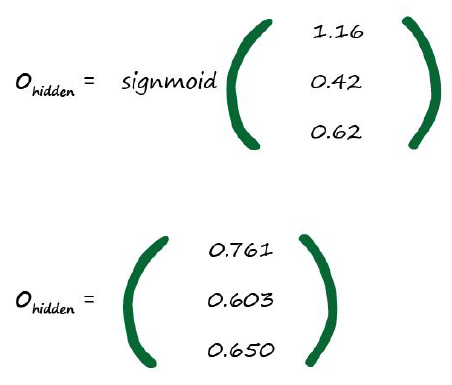 1.16
O hidden = signmoid 0.42
0.62
0.761
O hidden = 0.603
0.650